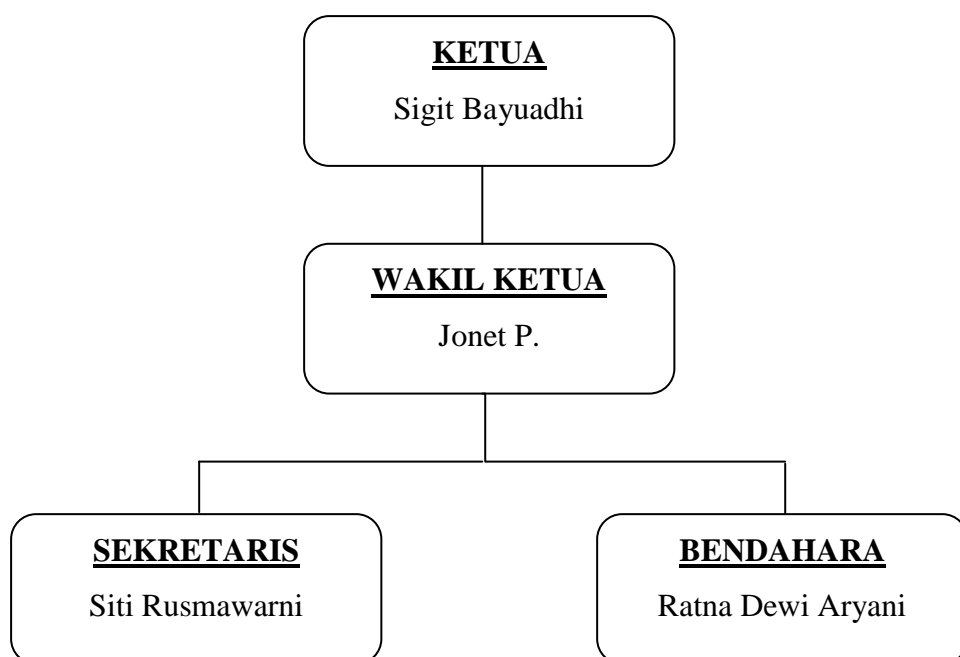 KETUA
Sigit Bayuadhi
WAKIL KETUA
Jonet P.
SEKRETARIS
Siti Rusmawarni
BENDAHARA
Ratna Dewi Aryani